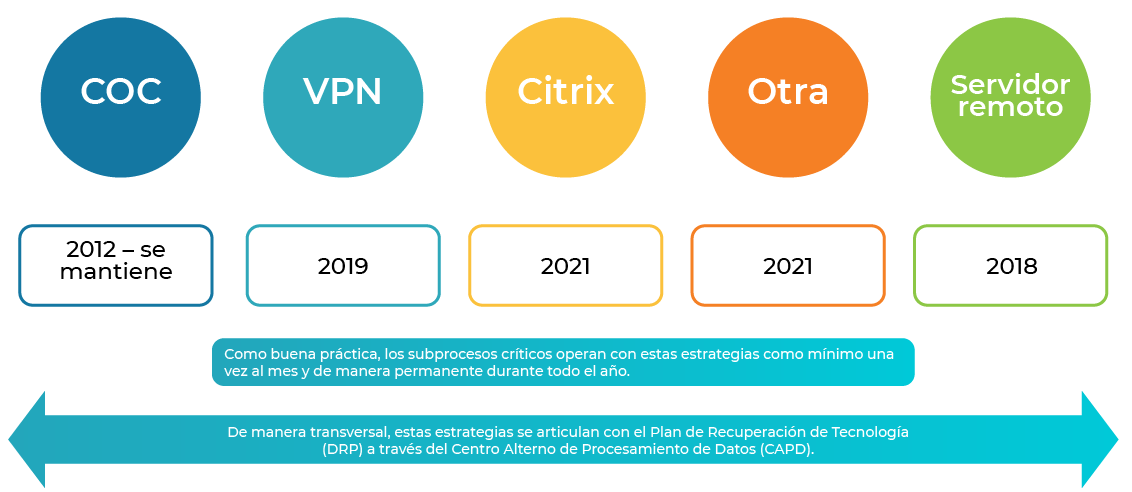 COC
VPN
Citrix
Otra
Servidor
remoto
2012 – se
mantiene
2019
2021
2021
2018
Como buena práctica, los subprocesos críticos operan con estas estrategias como mínimo una
vez al mes y de manera permanente durante todo el año.
De manera transversal, estas estrategias se articulan con el Plan de Recuperación de Tecnología
(DRP) a través del Centro Alterno de Procesamiento de Datos (CAPD).